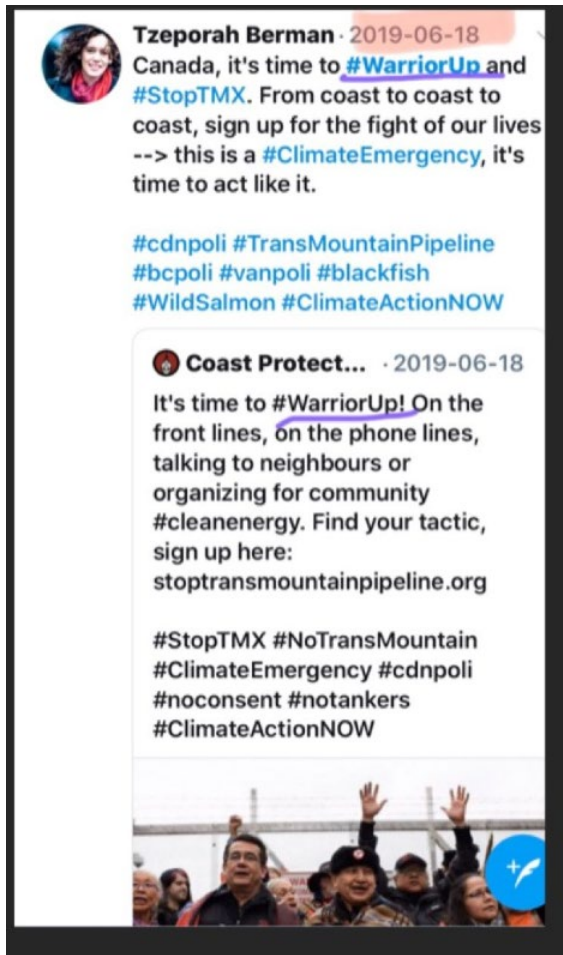 Tzeporah Berman · 2019-06-18
Canada, it's time to #WarriorUp and
#StopTMX. From coast to coast to
coast, sign up for the fight of our lives
--> this is a #ClimateEmergency, it's
time to act like it.
#cdnpoli #TransMountainPipeline
#bcpoli #vanpoli #blackfish
#WildSalmon #ClimateActionNOW
Coast Protect... · 2019-06-18
It's time to #WarriorUp! On the
front lines, on the phone lines,
talking to neighbours or
organizing for community
#cleanenergy. Find your tactic,
sign up here:
stoptransmountainpipeline.org
#StopTMX #NoTransMountain
#ClimateEmergency #cdnpoli
#noconsent #notankers
#ClimateActionNOW